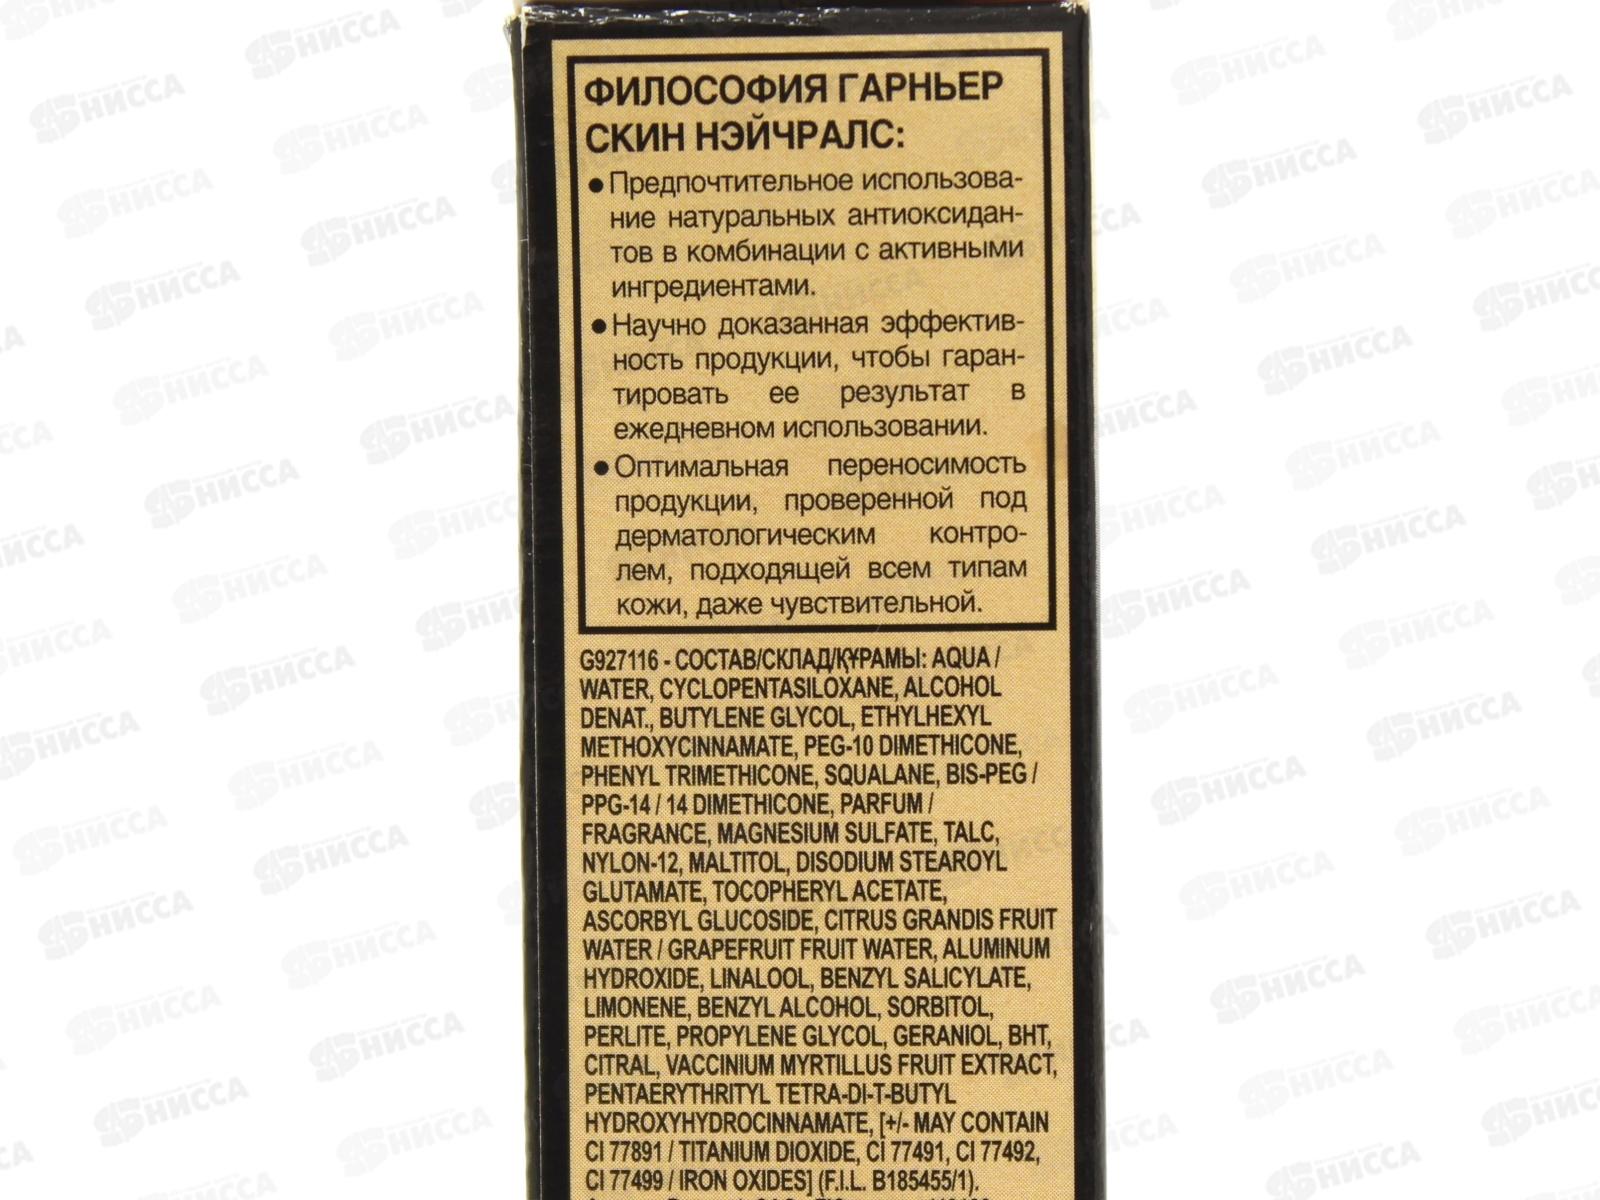 ФИЛОСОФИЯ ГАРНЬЕР
СКИН НЭЙЧРАЛС:
● Предпочтительное использова-
ние натуральных антиоксидан-
тов в комбинации с активными
ингредиентами.
● Научно доказанная эффектив-
ность продукции, чтобы гаран-
тировать ее результат в
ежедневном использовании.
● Оптимальная переносимость
продукции, проверенной под
дерматологическим контро-
лем, подходящей всем типам
кожи, даже чувствительной.
G927116 - СОСТАВ/СКЛАД/ҚҰРАМЫ: AQUA /
WATER, CYCLOPENTASILOXANE, ALCOHOL
DENAT., BUTYLENE GLYCOL, ETHYLHEXYL
METHOXYCINNAMATE, PEG-10 DIMETHICONE,
PHENYL TRIMETHICONE, SQUALANE, BIS-PEG /
PPG-14 / 14 DIMETHICONE, PARFUM /
FRAGRANCE, MAGNESIUM SULFATE, TALC,
NYLON-12, MALTITOL, DISODIUM STEAROYL
GLUTAMATE, TOCOPHERYL ACETATE,
ASCORBYL GLUCOSIDE, CITRUS GRANDIS FRUIT
WATER / GRAPEFRUIT FRUIT WATER, ALUMINUM
HYDROXIDE, LINALOOL, BENZYL SALICYLATE,
LIMONENE, BENZYL ALCOHOL, SORBITOL,
PERLITE, PROPYLENE GLYCOL, GERANIOL, BHT,
CITRAL, VACCINIUM MYRTILLUS FRUIT EXTRACT,
PENTAERYTHRITYL TETRA-DI-T-BUTYL
HYDROXYHYDROCINNAMATE, [+/- MAY CONTAIN
CI 77891 / TITANIUM DIOXIDE, CI 77491, CI 77492,
CI 77499 / IRON OXIDES] (F.I.L. B185455/1).